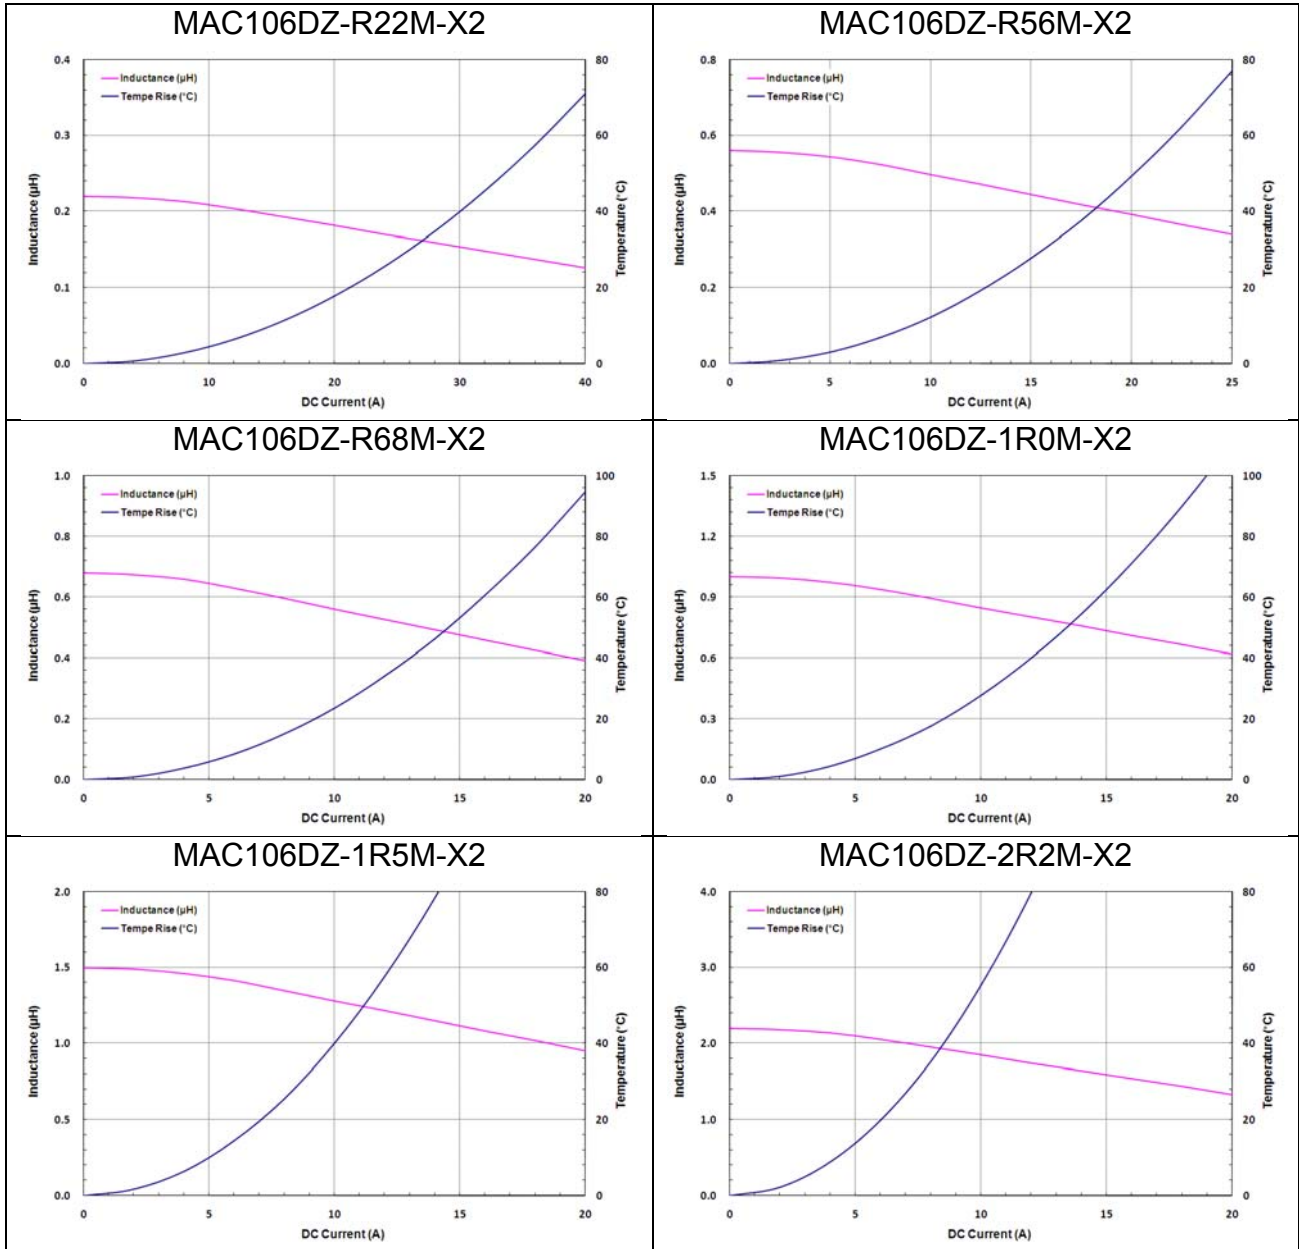 MAC106DZ-R22M-X2
Inductance (µH)
Tempe Rise (°C)
0.4
0.3
0.2
0.1
0.0
80
60
40
20
0
0 10 20 30 40
Inductance (µH)
Temperature (°C)
DC Current (A)
MAC106DZ-R56M-X2
Inductance (µH)
Tempe Rise (°C)
0.8
0.6
0.4
0.2
0.0
80
60
40
20
0
0 5 10 15 20 25
Inductance (µH)
Temperature (°C)
DC Current (A)
MAC106DZ-R68M-X2
Inductance (µH)
Tempe Rise (°C)
1.0
0.8
0.6
0.4
0.2
0.0
100
80
60
40
20
0
0 5 10 15 20
Inductance (µH)
Temperature (°C)
DC Current (A)
MAC106DZ-1R0M-X2
Inductance (µH)
Tempe Rise (°C)
1.5
1.2
0.9
0.6
0.3
0.0
100
80
60
40
20
0
0 5 10 15 20
Inductance (µH)
Temperature (°C)
DC Current (A)
MAC106DZ-1R5M-X2
Inductance (µH)
Tempe Rise (°C)
2.0
1.5
1.0
0.5
0.0
80
60
40
20
0
0 5 10 15 20
Inductance (µH)
Temperature (°C)
DC Current (A)
MAC106DZ-2R2M-X2
Inductance (µH)
Tempe Rise (°C)
4.0
3.0
2.0
1.0
0.0
80
60
40
20
0
0 5 10 15 20
Inductance (µH)
Temperature (°C)
DC Current (A)